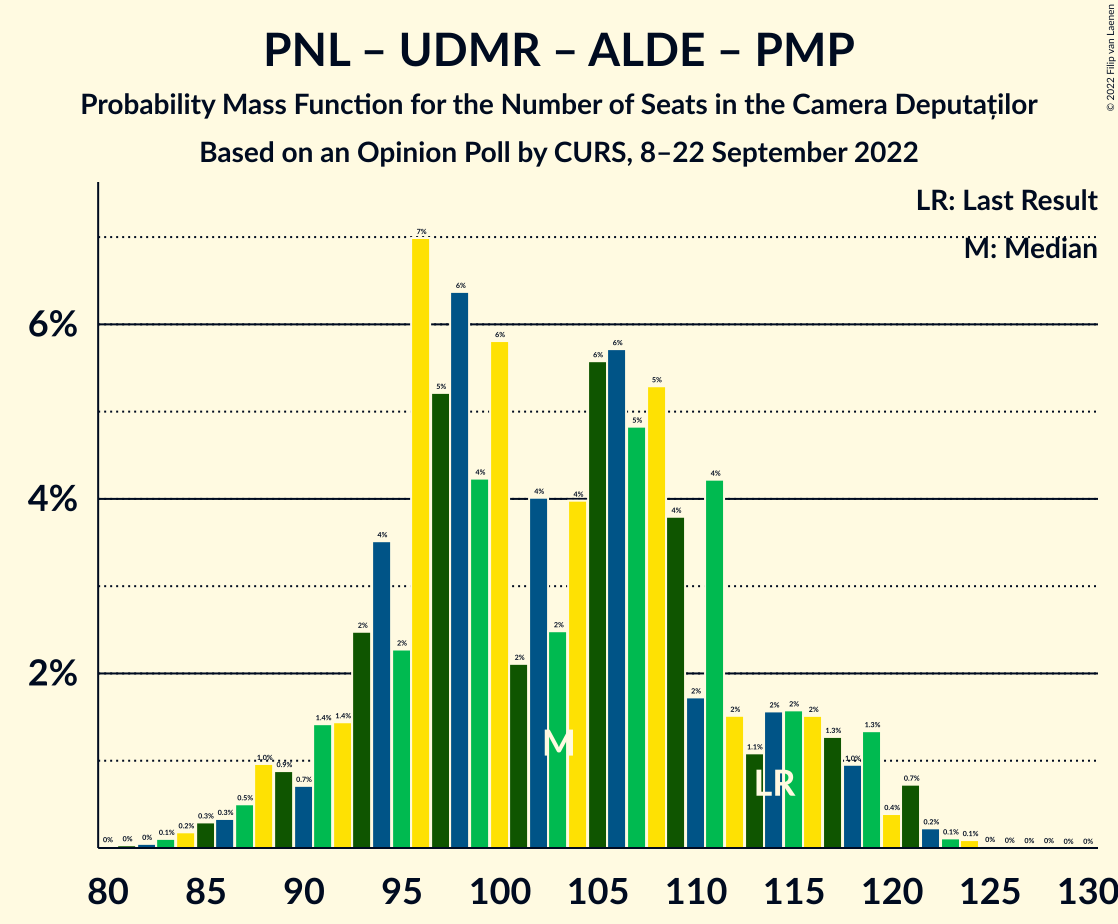 PNL – UDMR – ALDE – PMP
Probability Mass Function for the Number of Seats in the Camera Deputaților
Based on an Opinion Poll by CURS, 8–22 September 2022
© 2022 Filip van Laenen
LR: Last Result
M: Median
6%
4%
2%
0% 0% 0% 0.1% 0.2% 0.3% 0.3% 0.5% 1.0% 0.9% 0.7% 1.4% 1.4% 2% 4% 2% 7% 5% 6% 4% 6% 2% 4% 2% 4% 6% 6% 5% 5% 4% 2% 4% 2% 1.1% 2% 2% 2% 1.3% 1.0% 1.3% 0.4% 0.7% 0.2% 0.1% 0.1% 0% 0% 0% 0% 0% 0%
M
LR
80 85 90 95 100 105 110 115 120 125 130